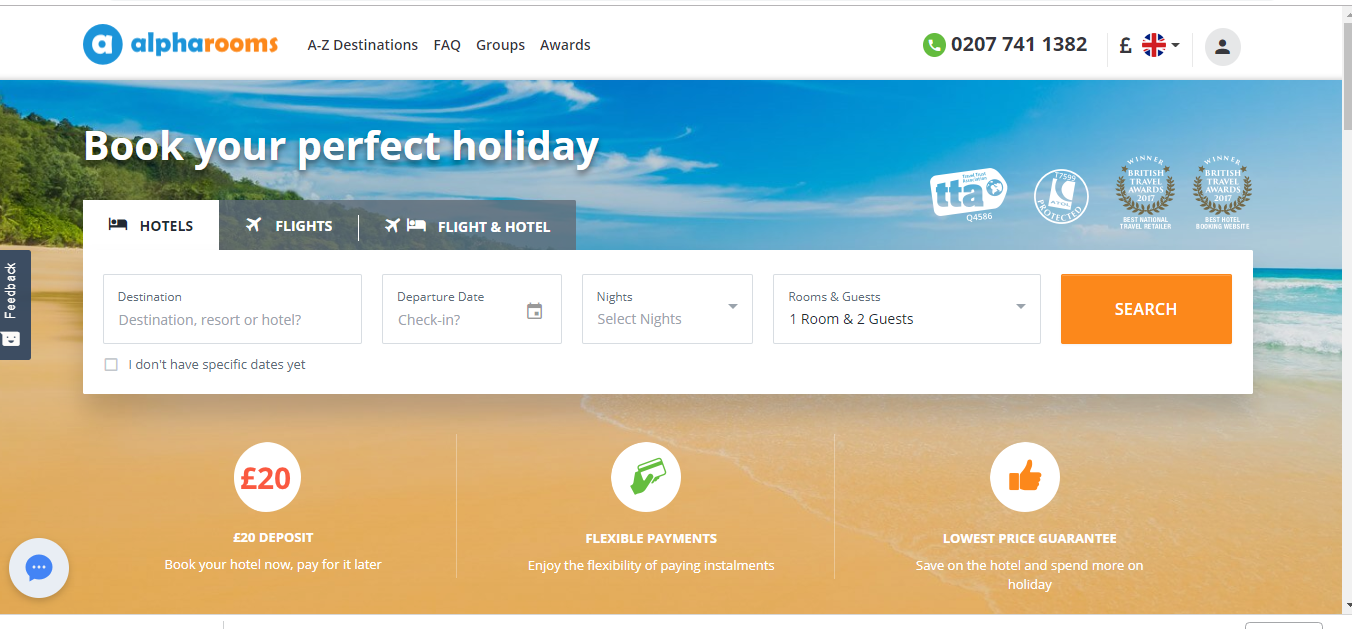 alpharooms
A-Z Destinations
FAQ
Groups
Awards
0207 741 1382
£
Book your perfect holiday
HOTELS
FLIGHTS
FLIGHT & HOTEL
tta
Travel Trust
Association
Q4586
T7599
ATOL
PROTECTED
WINNER
BRITISH
TRAVEL
AWARDS
2017
BEST NATIONAL
TRAVEL RETAILER
WINNER
BRITISH
TRAVEL
AWARDS
2017
BEST HOTEL
BOOKING WEBSITE
Feedback
Destination
Destination, resort or hotel?
Departure Date
Check-in?
Nights
Select Nights
Rooms & Guests
1 Room & 2 Guests
SEARCH
I don't have specific dates yet
£20
£20 DEPOSIT
Book your hotel now, pay for it later
FLEXIBLE PAYMENTS
Enjoy the flexibility of paying instalments
LOWEST PRICE GUARANTEE
Save on the hotel and spend more on
holiday